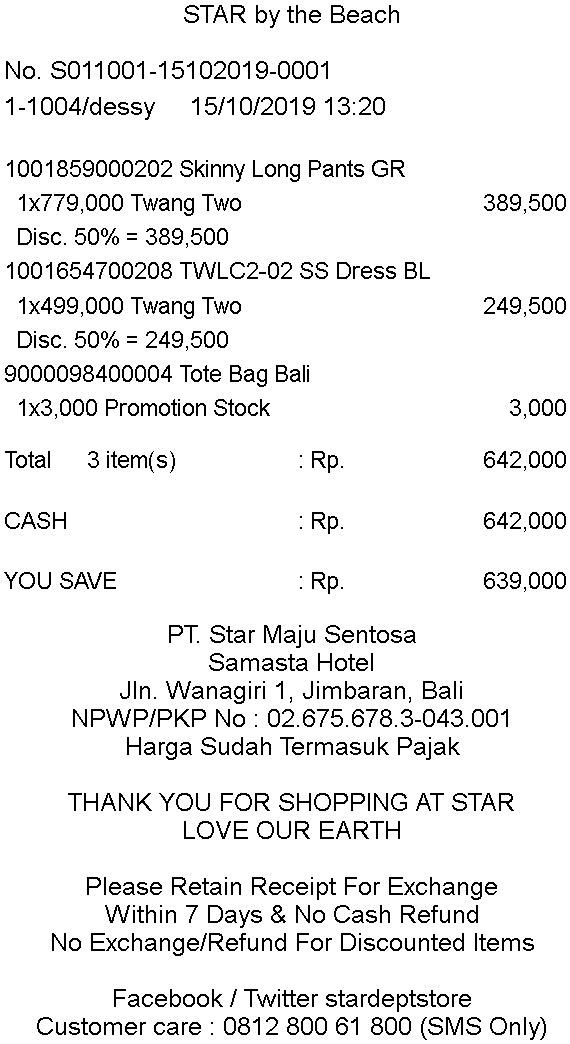 STAR by the Beach
No. S011001-15102019-0001
1-1004/dessy 15/10/2019 13:20
1001859000202 Skinny Long Pants GR
1x779,000 Twang Two 389,500
Disc. 50% = 389,500
1001654700208 TWLC2-02 SS Dress BL
1x499,000 Twang Two 249,500
Disc. 50% = 249,500
9000098400004 Tote Bag Bali
1x3,000 Promotion Stock 3,000
Total 3 item(s) : Rp. 642,000
CASH : Rp. 642,000
YOU SAVE : Rp. 639,000
PT. Star Maju Sentosa
Samasta Hotel
Jln. Wanagiri 1, Jimbaran, Bali
NPWP/PKP No : 02.675.678.3-043.001
Harga Sudah Termasuk Pajak
THANK YOU FOR SHOPPING AT STAR
LOVE OUR EARTH
Please Retain Receipt For Exchange
Within 7 Days & No Cash Refund
No Exchange/Refund For Discounted Items
Facebook / Twitter stardeptstore
Customer care : 0812 800 61 800 (SMS Only)